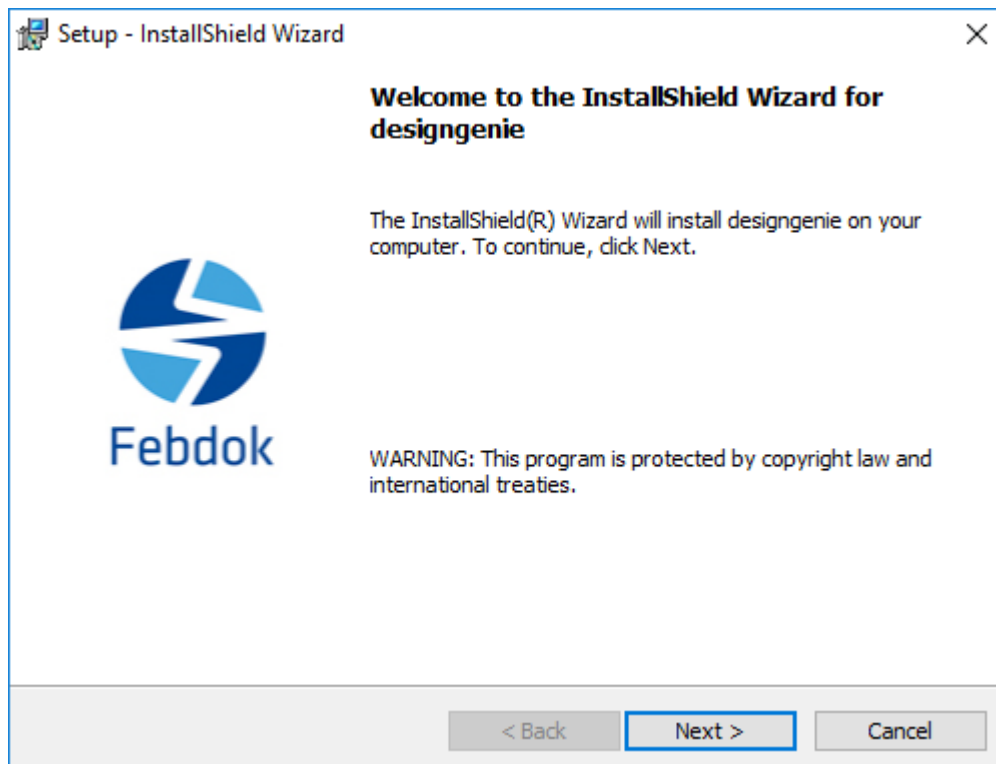 Setup - InstallShield Wizard
Welcome to the InstallShield Wizard for
designgenie
The InstallShield(R) Wizard will install designgenie on your
computer. To continue, click Next.
Febdok
WARNING: This program is protected by copyright law and
international treaties.
< Back
Next >
Cancel